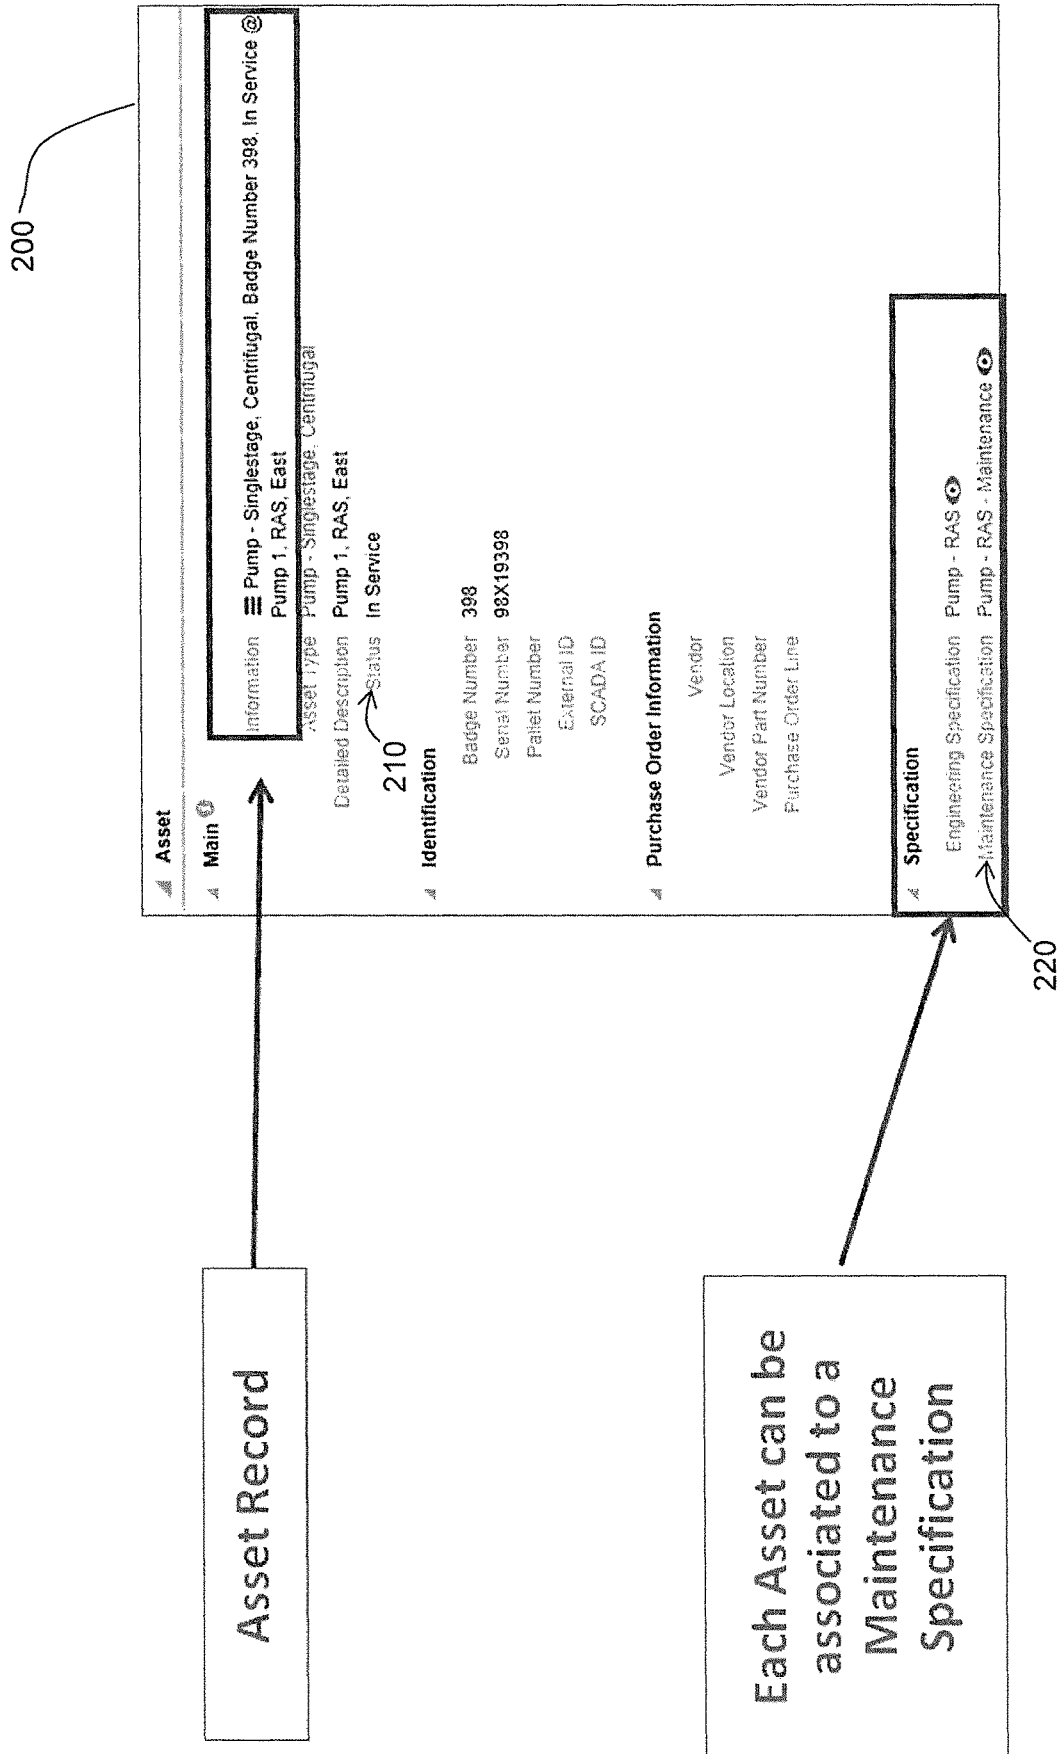 200
Asset
Main
Information Pump - Singlestage, Centrifugal, Badge Number 398, In Service @
Pump 1, RAS, East
Asset Type Pump - Singlestage, Centrifugal
Detailed Description Pump 1, RAS, East
Status In Service
210
Identification
Badge Number 398
Serial Number 98X19398
Pallet Number
External ID
SCADA ID
Purchase Order Information
Vendor
Vendor Location
Vendor Part Number
Purchase Order Line
Specification
Engineering Specification Pump - RAS
Maintenance Specification Pump - RAS - Maintenance
220
Asset Record
Each Asset can be
associated to a
Maintenance
Specification